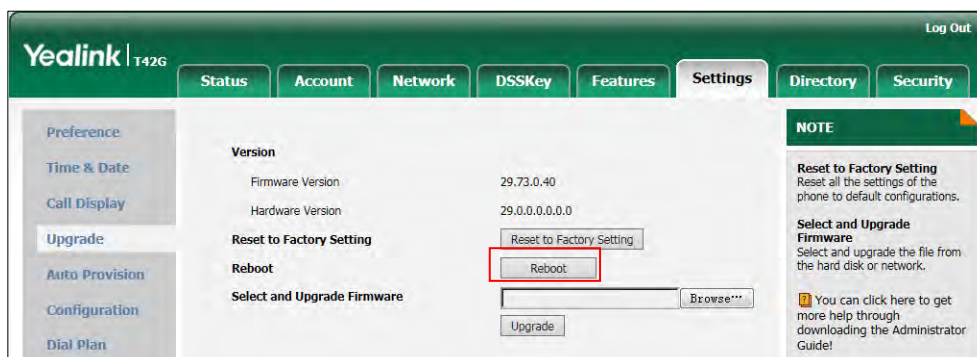 Log Out
Yealink T42G
Status Account Network DSSKey Features Settings Directory Security
Preference
Time & Date
Call Display
Upgrade
Auto Provision
Configuration
Dial Plan
Version
Firmware Version 29.73.0.40
Hardware Version 29.0.0.0.0.0.0
Reset to Factory Setting Reset to Factory Setting
Reboot Reboot
Select and Upgrade Firmware Browse...
Upgrade
NOTE
Reset to Factory Setting
Reset all the settings of the
phone to default configurations.
Select and Upgrade
Firmware
Select and upgrade the file from
the hard disk or network.
You can click here to get
more help through
downloading the Administrator
Guide!